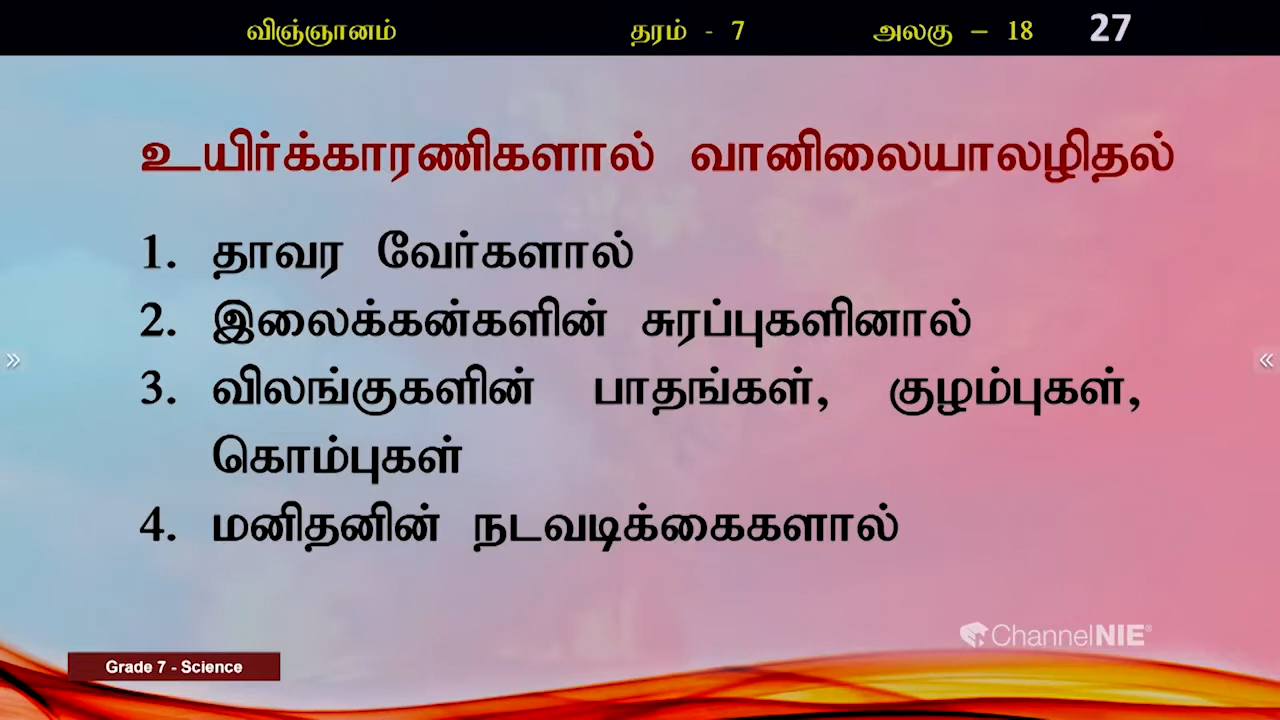 விஞ்ஞானம் தரம் - 7 அலகு – 18 27
உயிர்க்காரணிகளால் வானிலையாலழிதல்
1. தாவர வேர்களால்
2. இலைக்கன்களின் சுரப்புகளினால்
3. விலங்குகளின் பாதங்கள், குழம்புகள்,
கொம்புகள்
4. மனிதனின் நடவடிக்கைகளால்
ChannelNIE®
Grade 7 - Science